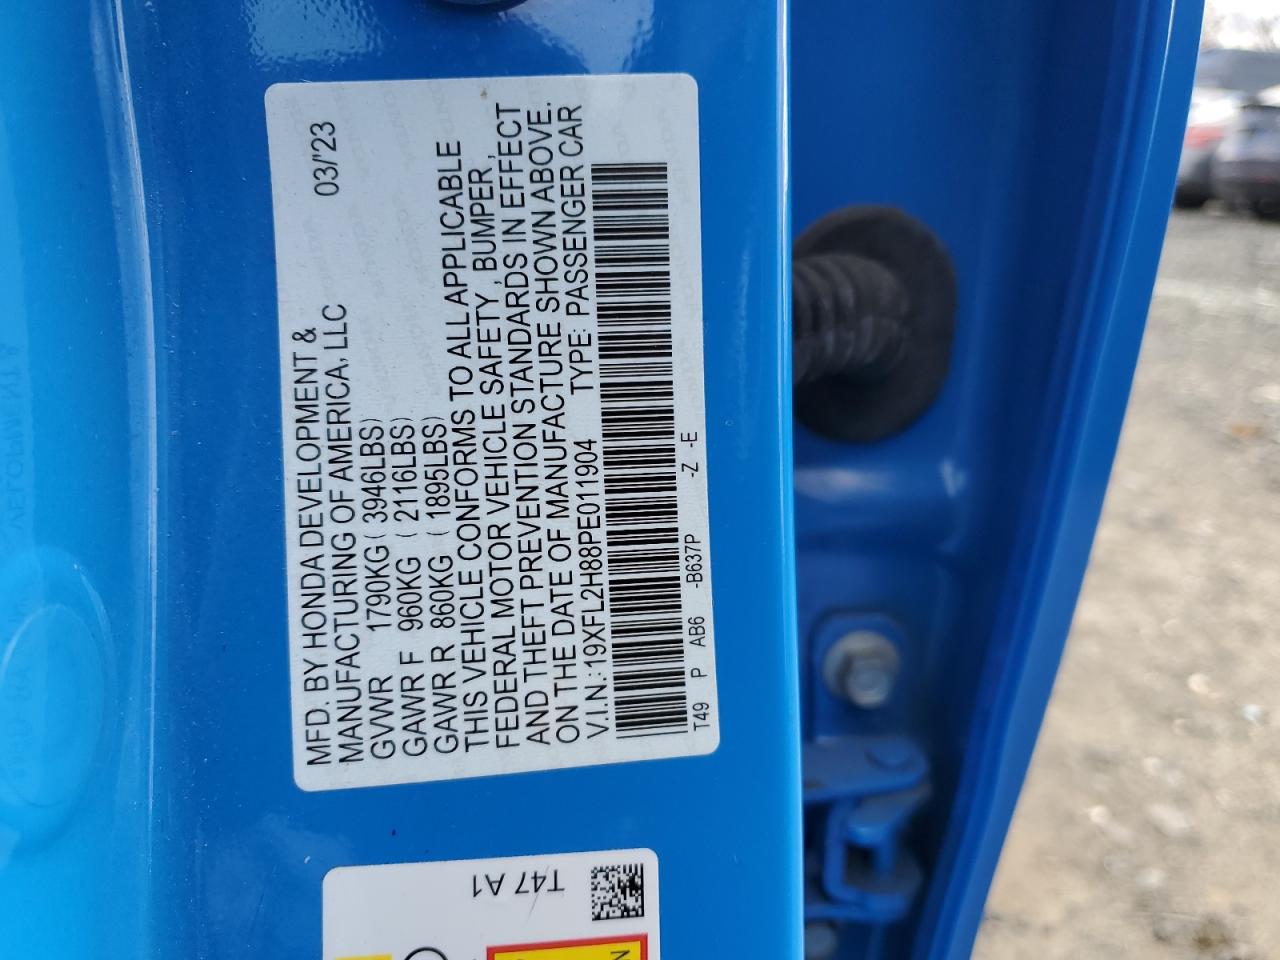 MFD. BY HONDA DEVELOPMENT &
MANUFACTURING OF AMERICA, LLC 03/'23
GVWR 1790KG ( 3946LBS)
GAWR F 960KG ( 2116LBS)
GAWR R 860KG ( 1895LBS)
THIS VEHICLE CONFORMS TO ALL APPLICABLE
FEDERAL MOTOR VEHICLE SAFETY , BUMPER,
AND THEFT PREVENTION STANDARDS IN EFFECT
ON THE DATE OF MANUFACTURE SHOWN ABOVE.
V.I.N.:19XFL2H88PE011904 TYPE: PASSENGER CAR
T49 P AB6 -B637P -Z -E
T47 A1